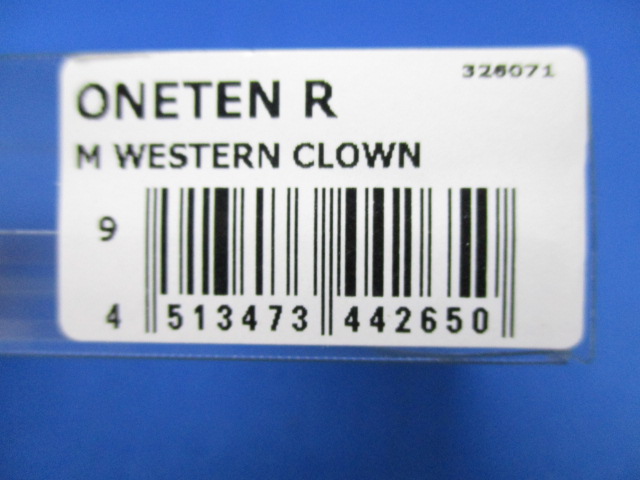 326071
ONETEN R
M WESTERN CLOWN
9
4 513473 442650